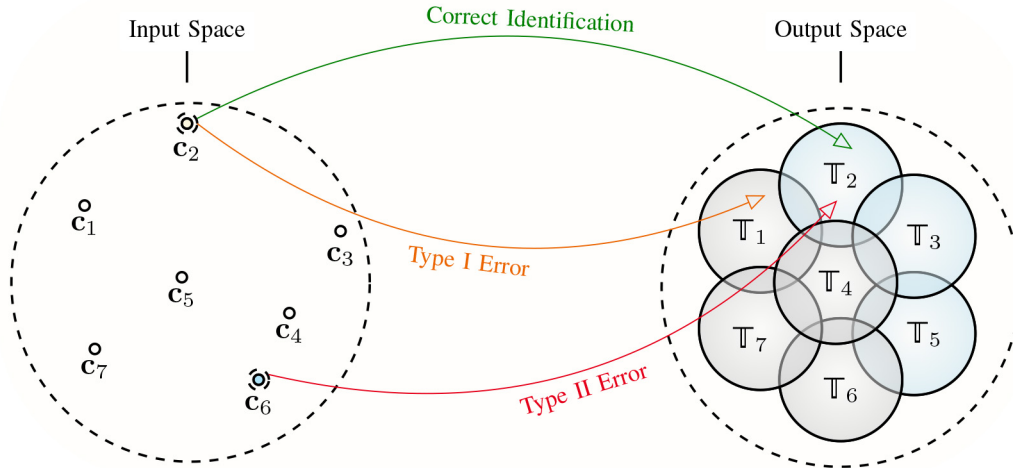 Correct Identification
Input Space
Output Space
𝐜₂
𝕋₂
𝐜₁
𝕋₁
𝐜₃
𝕋₃
Type I Error
𝐜₅
𝕋₄
𝐜₄
𝐜₇
𝕋₇
𝕋₅
Type II Error
𝐜₆
𝕋₆